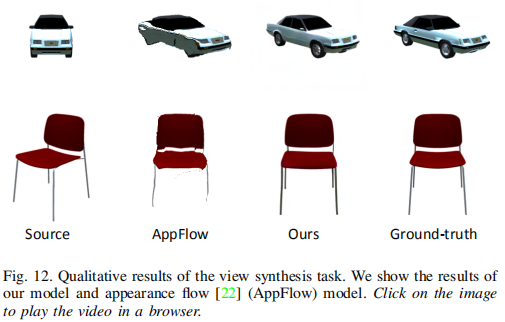 Source AppFlow Ours Ground-truth
Fig. 12. Qualitative results of the view synthesis task. We show the results of
our model and appearance flow [22] (AppFlow) model. Click on the image
to play the video in a browser.